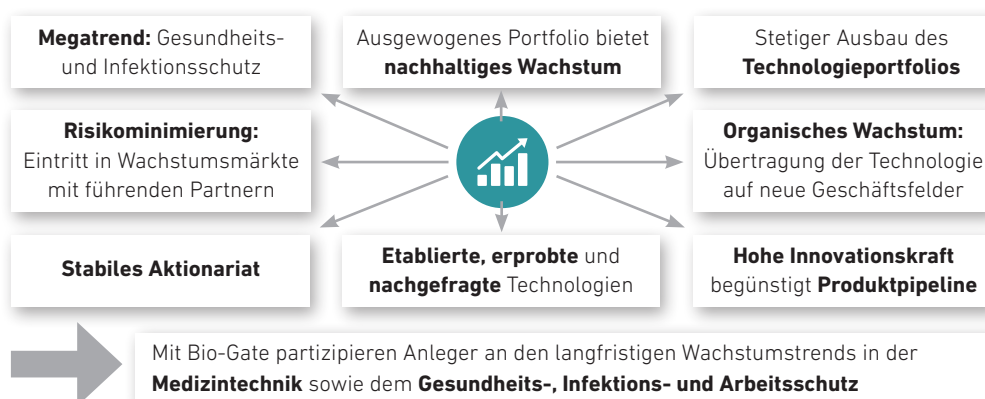 Megatrend: Gesundheits-
und Infektionsschutz
Ausgewogenes Portfolio bietet
nachhaltiges Wachstum
Stetiger Ausbau des
Technologieportfolios
Risikominimierung:
Eintritt in Wachstumsmärkte
mit führenden Partnern
Organisches Wachstum:
Übertragung der Technologie
auf neue Geschäftsfelder
Stabiles Aktionariat
Etablierte, erprobte und
nachgefragte Technologien
Hohe Innovationskraft
begünstigt Produktpipeline
Mit Bio-Gate partizipieren Anleger an den langfristigen Wachstumstrends in der
Medizintechnik sowie dem Gesundheits-, Infektions- und Arbeitsschutz